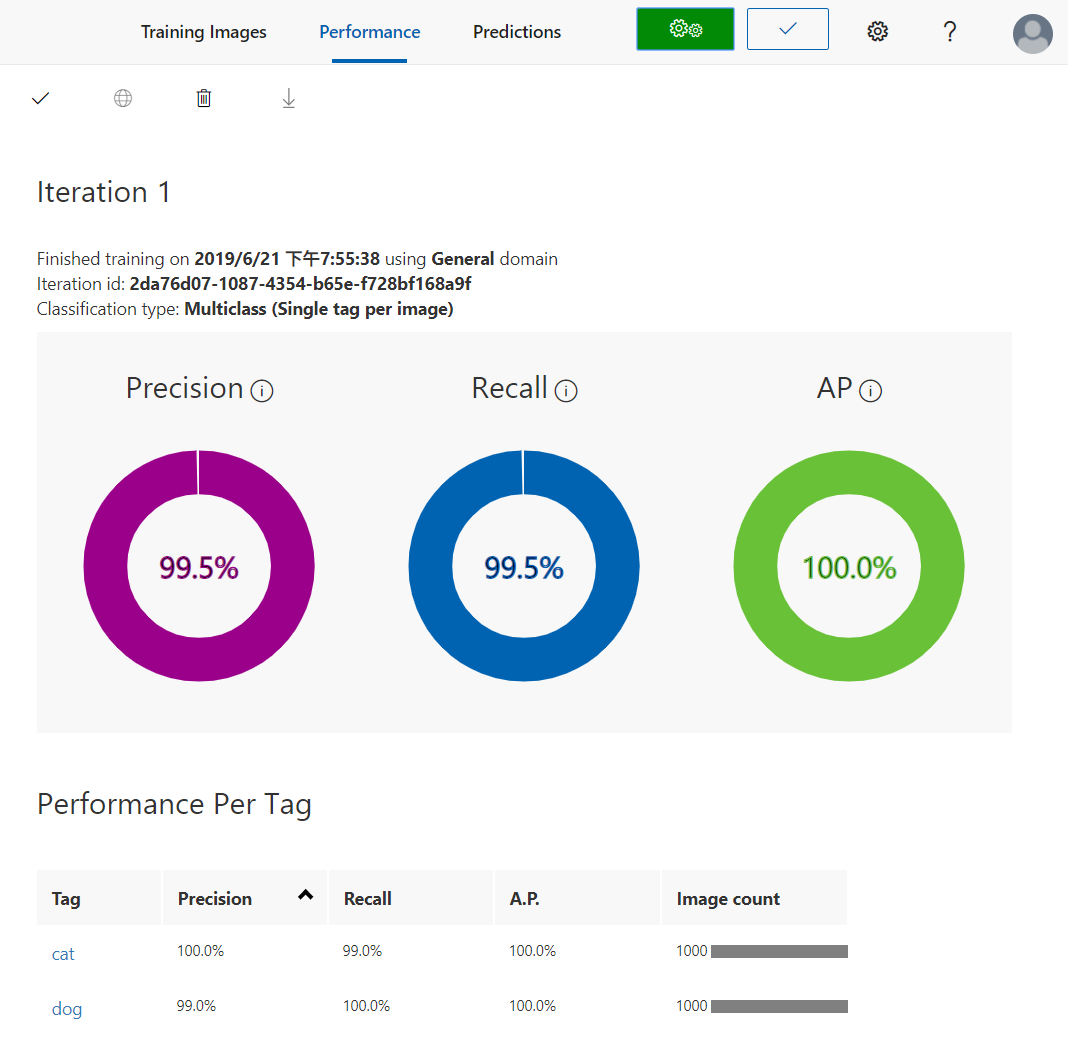 Training Images Performance Predictions
Iteration 1
Finished training on 2019/6/21 下午7:55:38 using General domain
Iteration id: 2da76d07-1087-4354-b65e-f728bf168a9f
Classification type: Multiclass (Single tag per image)
Precision Recall AP
99.5% 99.5% 100.0%
Performance Per Tag
Tag Precision Recall A.P. Image count
cat 100.0% 99.0% 100.0% 1000
dog 99.0% 100.0% 100.0% 1000